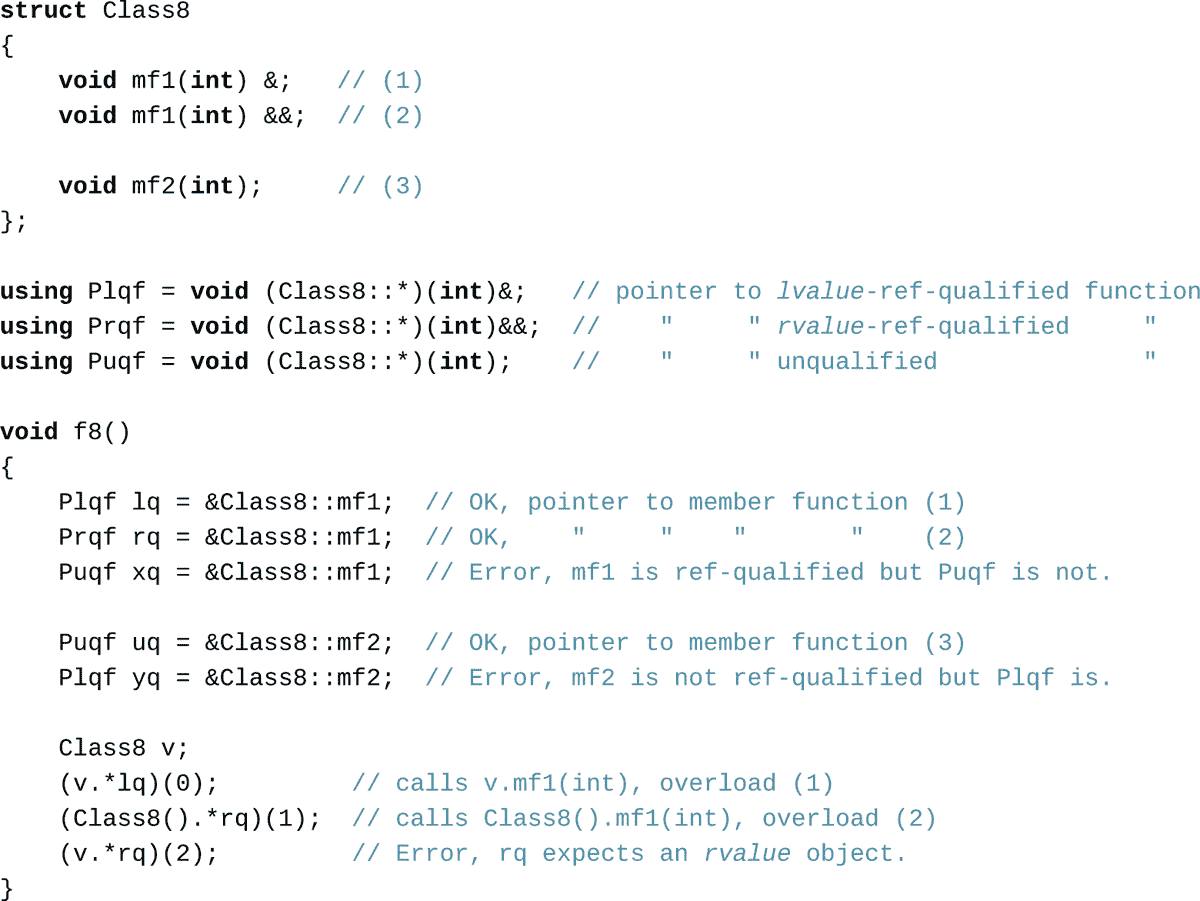 struct Class8
{
    void mf1(int) &;   // (1)
    void mf1(int) &&;  // (2)

    void mf2(int);     // (3)
};

using Plqf = void (Class8::*)(int)&;   // pointer to lvalue-ref-qualified function
using Prqf = void (Class8::*)(int)&&;  //    "     " rvalue-ref-qualified     "
using Puqf = void (Class8::*)(int);    //    "     " unqualified              "

void f8()
{
    Plqf lq = &Class8::mf1;  // OK, pointer to member function (1)
    Prqf rq = &Class8::mf1;  // OK,    "     "    "       "    (2)
    Puqf xq = &Class8::mf1;  // Error, mf1 is ref-qualified but Puqf is not.

    Puqf uq = &Class8::mf2;  // OK, pointer to member function (3)
    Plqf yq = &Class8::mf2;  // Error, mf2 is not ref-qualified but Plqf is.

    Class8 v;
    (v.*lq)(0);         // calls v.mf1(int), overload (1)
    (Class8().*rq)(1);  // calls Class8().mf1(int), overload (2)
    (v.*rq)(2);         // Error, rq expects an rvalue object.
}